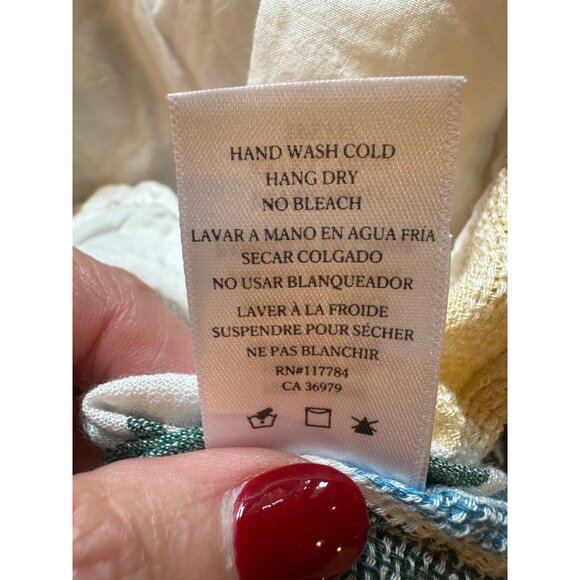 HAND WASH COLD
HANG DRY
NO BLEACH
LAVAR A MANO EN AGUA FRÍA
SECAR COLGADO
NO USAR BLANQUEADOR
LAVER À LA FROIDE
SUSPENDRE POUR SÉCHER
NE PAS BLANCHIR
RN#117784
CA 36979